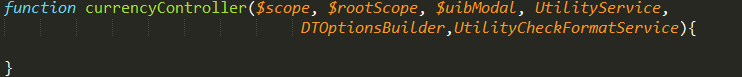 function currencyController($scope, $rootScope, $uibModal, UtilityService,
DTOptionsBuilder,UtilityCheckFormatService){
}